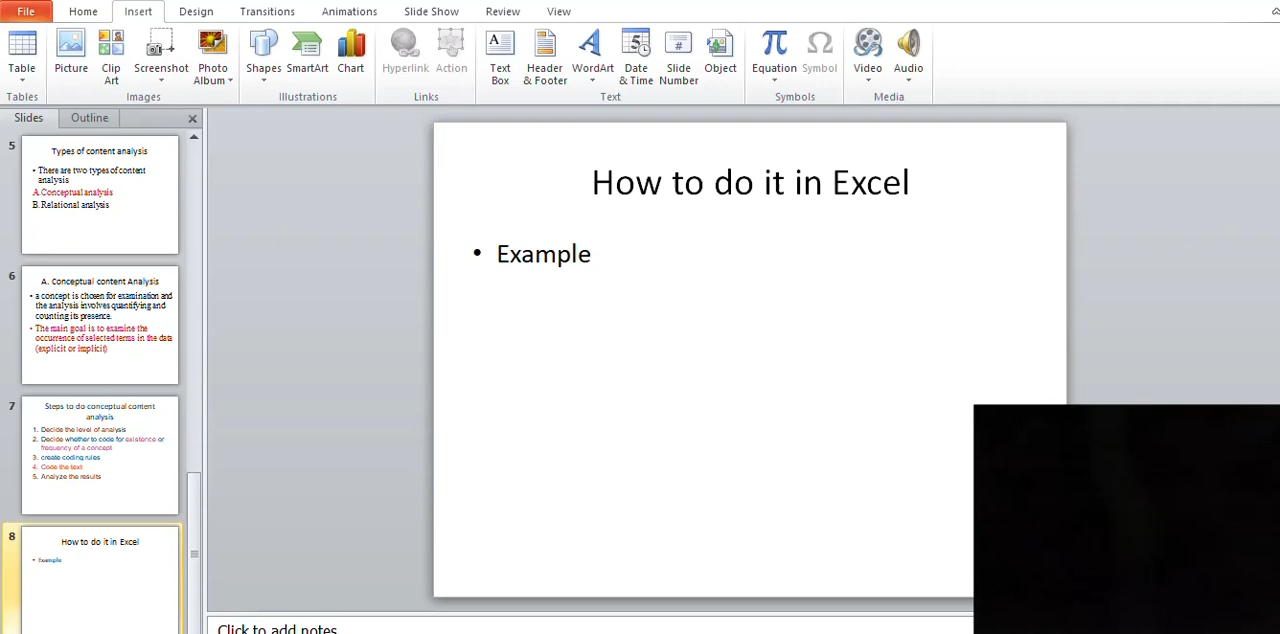 File Home Insert Design Transitions Animations Slide Show Review View
Table Picture Clip Art Screenshot Photo Album Shapes SmartArt Chart Hyperlink Action Text Box Header & Footer WordArt Date & Time Slide Number Object Equation Symbol Video Audio
Tables Images Illustrations Links Text Symbols Media
Slides Outline
5
Types of content analysis
• There are two types of content
analysis
A.Conceptual analysis
B. Relational analysis
6
A. Conceptual content Analysis
• a concept is chosen for examination and
the analysis involves quantifying and
counting its presence.
• The main goal is to examine the
occurrence of selected terms in the data
(explicit or implicit)
7
Steps to do conceptual content
analysis
1. Decide the level of analysis
2. Decide whether to code for existence or
frequency of a concept
3. create coding rules
4. Code the text
5. Analyze the results
8
How to do it in Excel
• Example
How to do it in Excel
• Example
Click to add notes